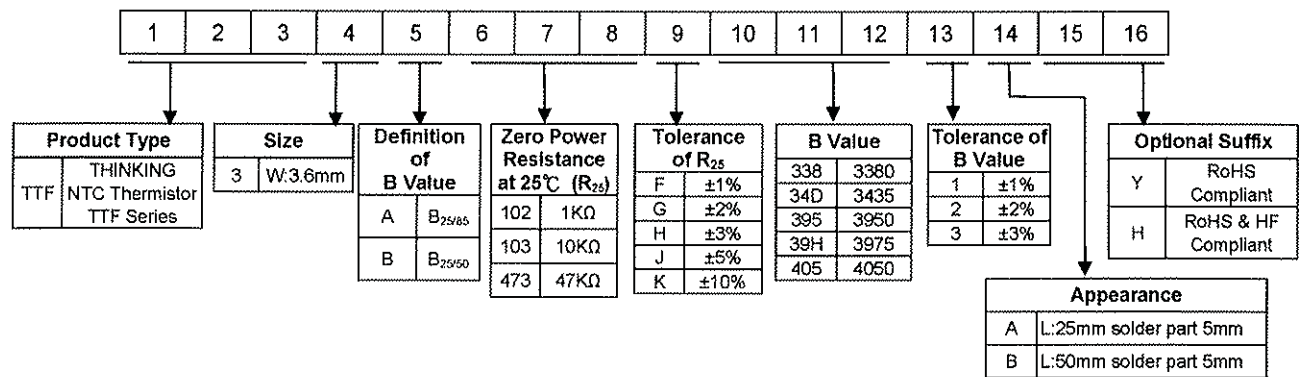 1 2 3 4 5 6 7 8 9 10 11 12 13 14 15 16
Product Type
TTF THINKING
NTC Thermistor
TTF Series
Size
3 W:3.6mm
Definition
of
B Value
A B25/85
B B25/50
Zero Power
Resistance
at 25℃ (R25)
102 1KΩ
103 10KΩ
473 47KΩ
Tolerance
of R25
F ±1%
G ±2%
H ±3%
J ±5%
K ±10%
B Value
338 3380
34D 3435
395 3950
39H 3975
405 4050
Tolerance of
B Value
1 ±1%
2 ±2%
3 ±3%
Optional Suffix
Y RoHS
Compliant
H RoHS & HF
Compliant
Appearance
A L:25mm solder part 5mm
B L:50mm solder part 5mm